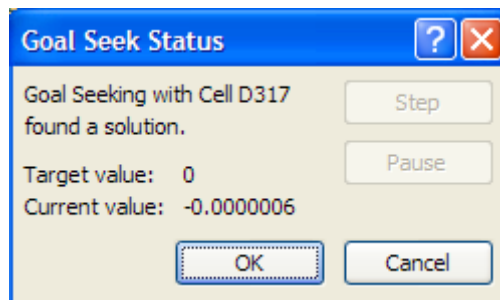 Goal Seek Status
?
Goal Seeking with Cell D317
found a solution.
Step
Pause
Target value: 0
Current value: -0.0000006
OK
Cancel